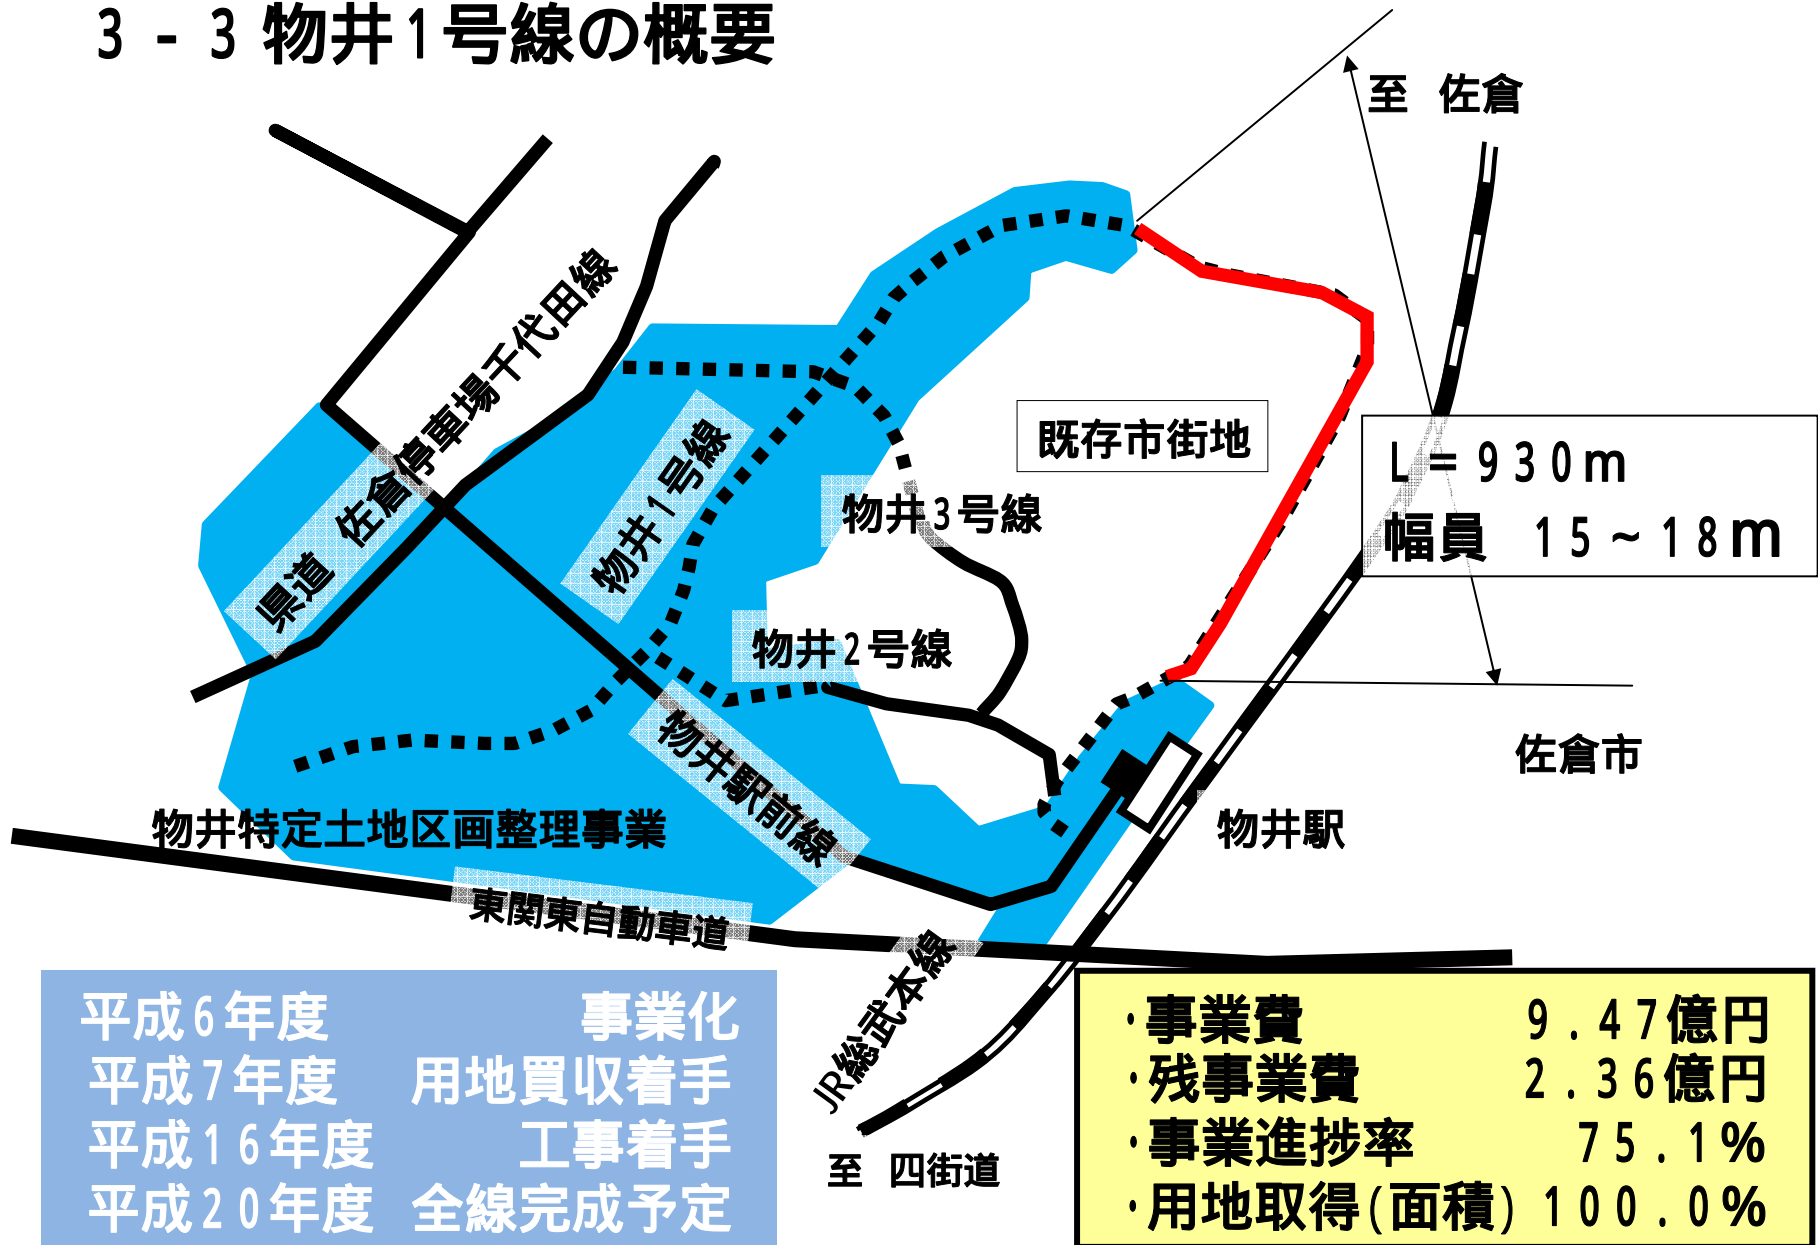 3－3 物井1号線の概要
至 佐倉
県道 佐倉停車場千代田線
物井1号線
既存市街地
L＝930m
幅員 15～18m
物井3号線
物井2号線
物井駅前線
佐倉市
物井駅
物井特定土地区画整理事業
東関東自動車道
JR総武本線
至 四街道
平成6年度 事業化
平成7年度 用地買収着手
平成16年度 工事着手
平成20年度 全線完成予定
・事業費 9.47億円
・残事業費 2.36億円
・事業進捗率 75.1%
・用地取得(面積) 100.0%